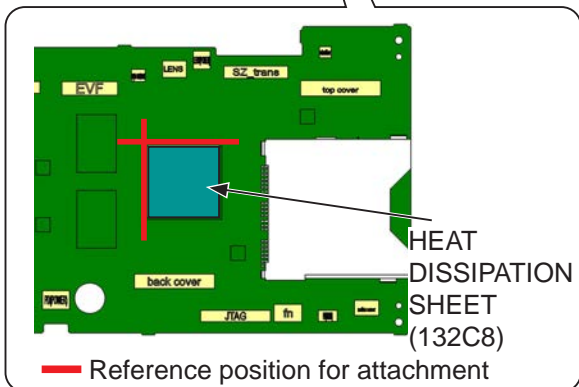 LENS
SZ_trans
EVF
top cover
HEAT
DISSIPATION
SHEET
(132C8)
back cover
JTAG
fn
Reference position for attachment